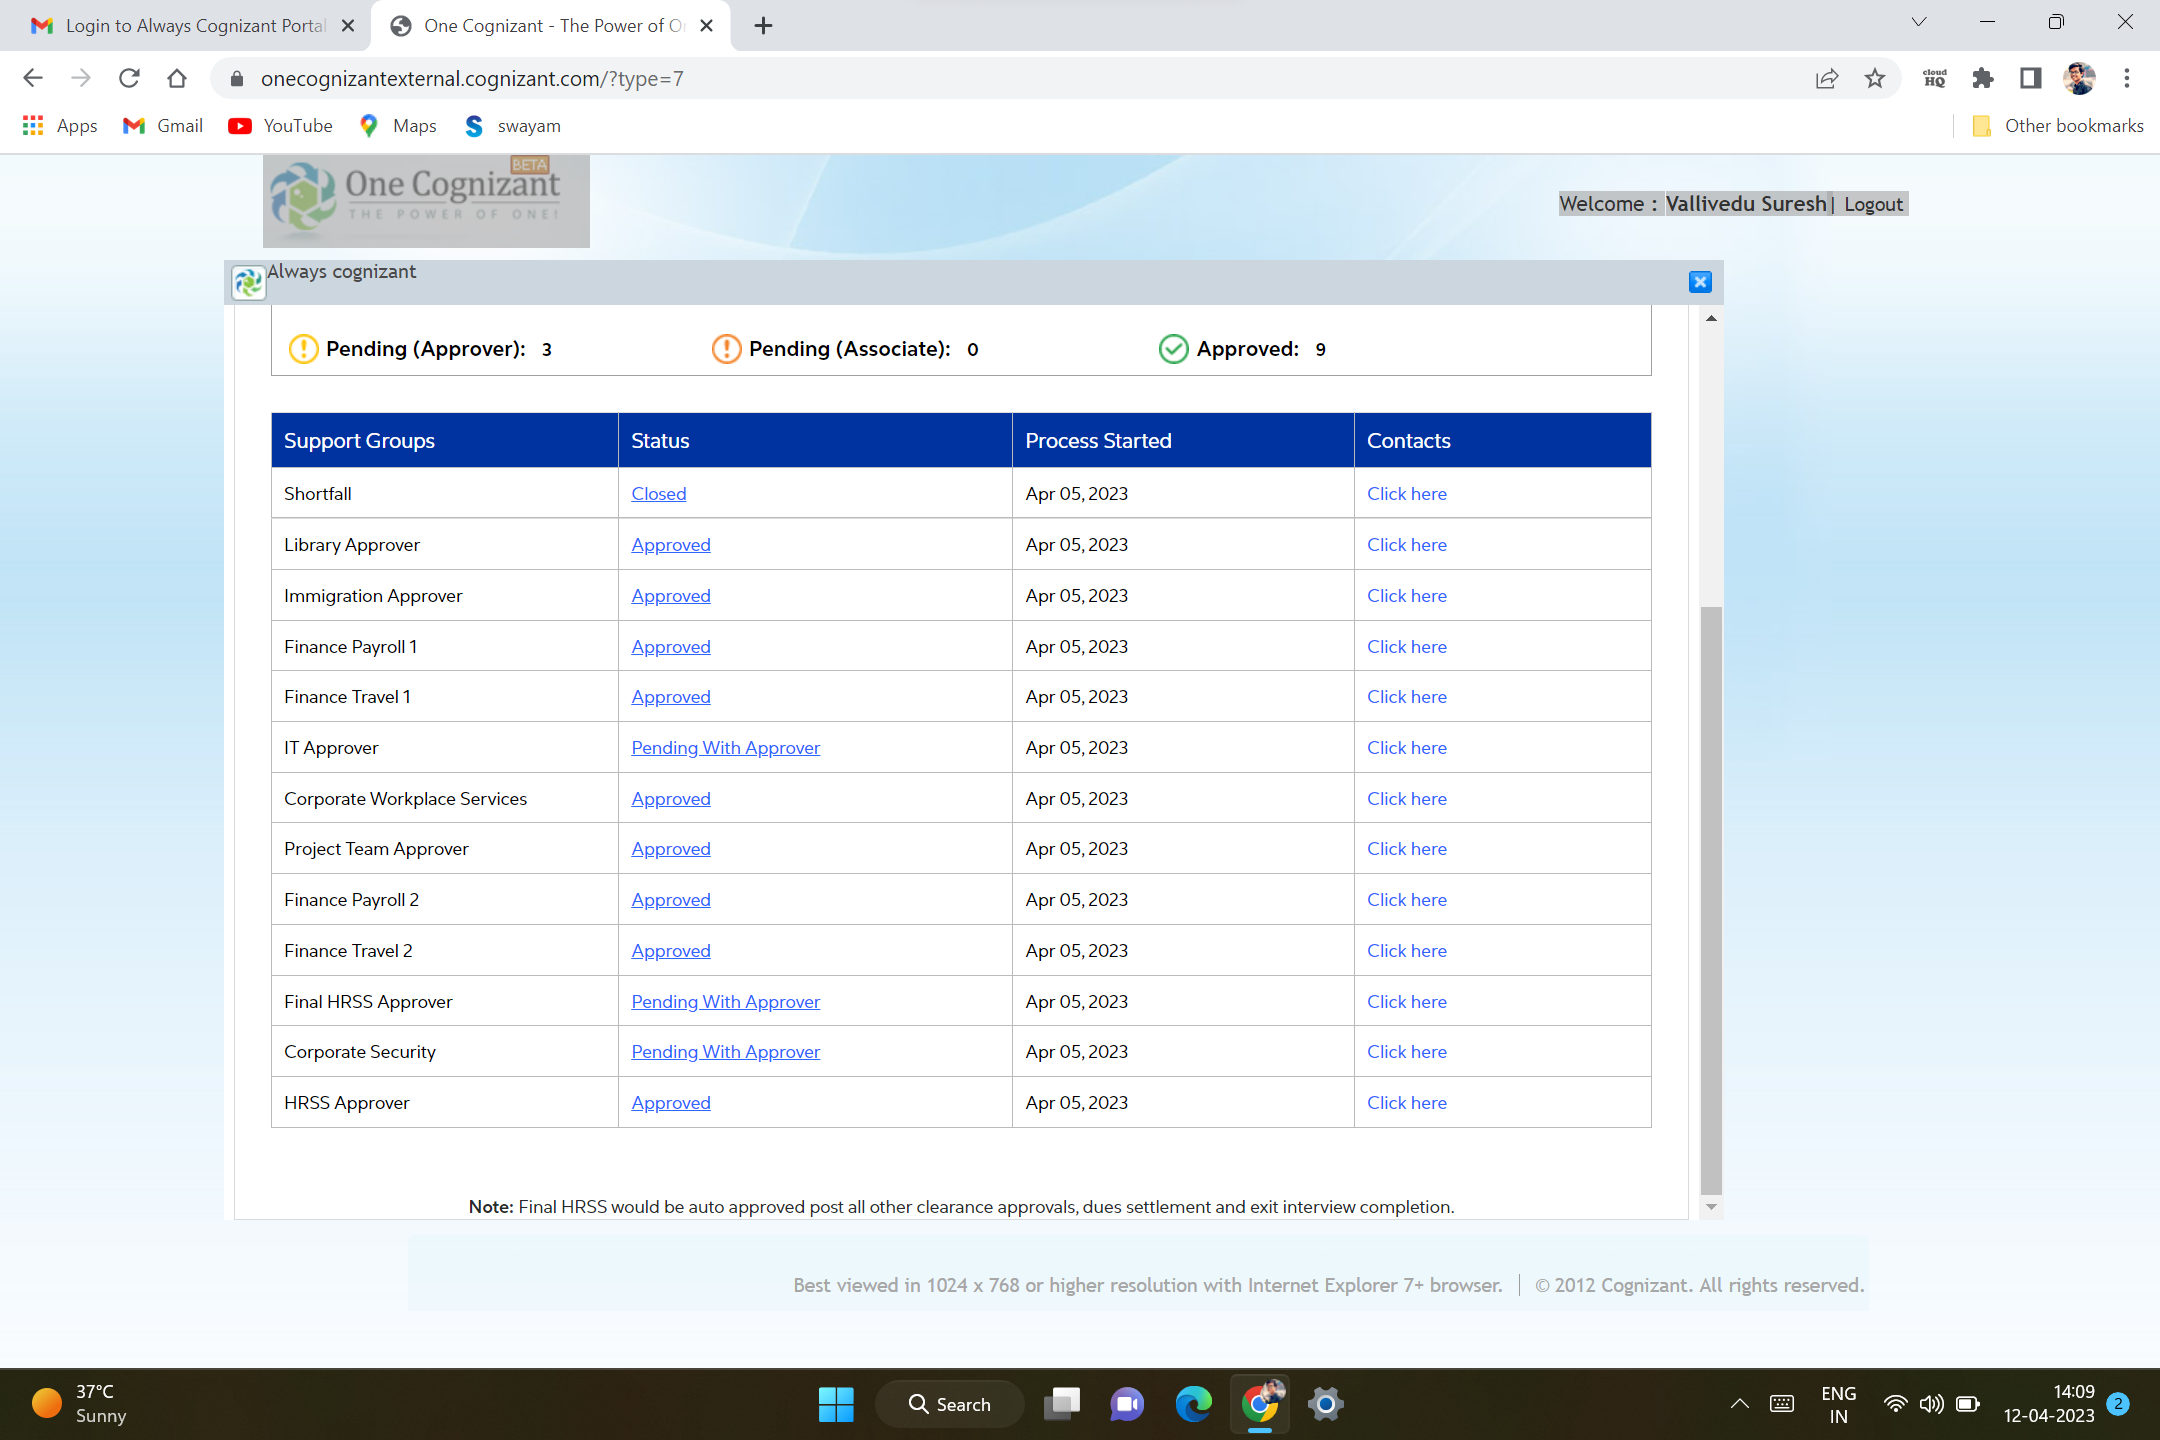 Login to Always Cognizant Portal
One Cognizant - The Power of O
onecognizantexternal.cognizant.com/?type=7
cloud
HQ
Apps
Gmail
YouTube
Maps
swayam
Other bookmarks
BETA
One Cognizant
THE POWER OF ONE!
Welcome : Vallivedu Suresh| Logout
Always cognizant
Pending (Approver): 3
Pending (Associate): 0
Approved: 9
Support Groups Status Process Started Contacts
Shortfall Closed Apr 05, 2023 Click here
Library Approver Approved Apr 05, 2023 Click here
Immigration Approver Approved Apr 05, 2023 Click here
Finance Payroll 1 Approved Apr 05, 2023 Click here
Finance Travel 1 Approved Apr 05, 2023 Click here
IT Approver Pending With Approver Apr 05, 2023 Click here
Corporate Workplace Services Approved Apr 05, 2023 Click here
Project Team Approver Approved Apr 05, 2023 Click here
Finance Payroll 2 Approved Apr 05, 2023 Click here
Finance Travel 2 Approved Apr 05, 2023 Click here
Final HRSS Approver Pending With Approver Apr 05, 2023 Click here
Corporate Security Pending With Approver Apr 05, 2023 Click here
HRSS Approver Approved Apr 05, 2023 Click here
Note: Final HRSS would be auto approved post all other clearance approvals, dues settlement and exit interview completion.
Best viewed in 1024 x 768 or higher resolution with Internet Explorer 7+ browser. | © 2012 Cognizant. All rights reserved.
37°C
Sunny
Search
ENG
IN
14:09
12-04-2023
2